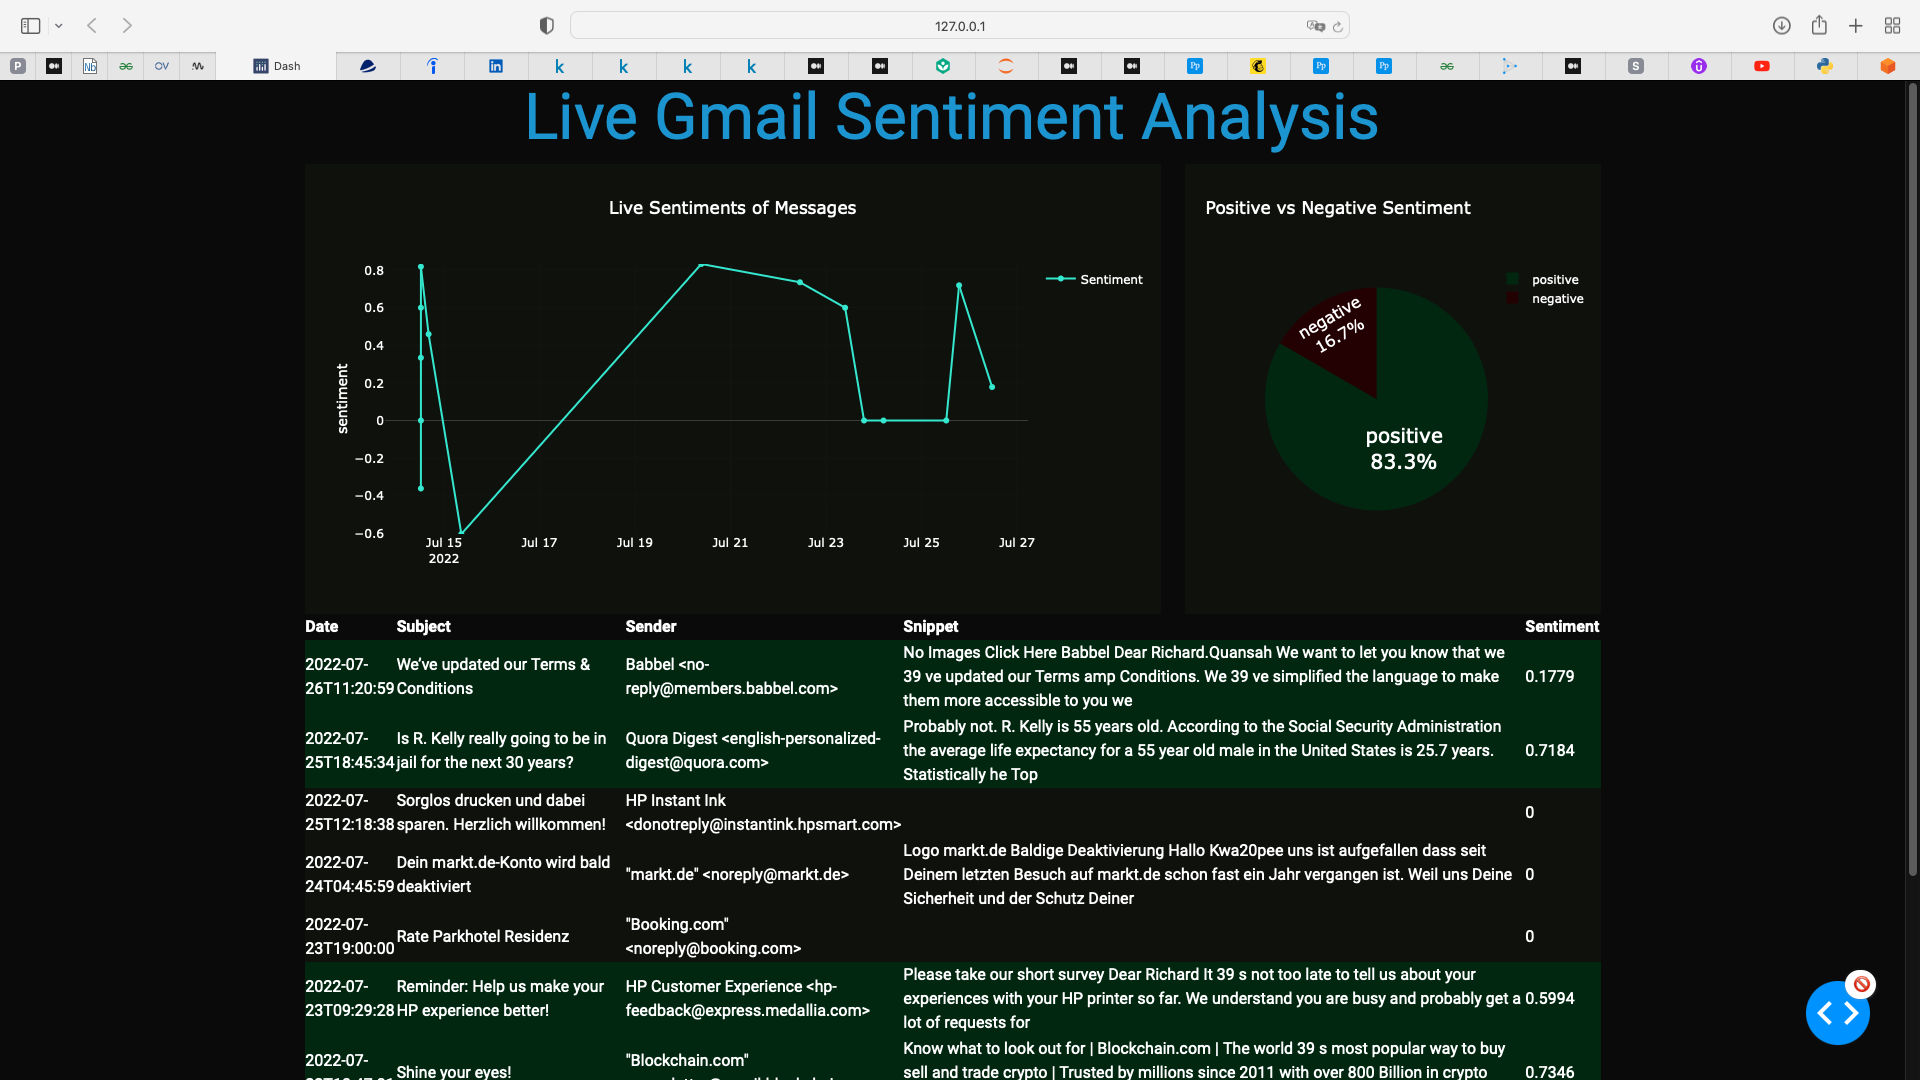 127.0.0.1
Dash
Live Gmail Sentiment Analysis
Live Sentiments of Messages
Sentiment
sentiment
0.8
0.6
0.4
0.2
0
−0.2
−0.4
−0.6
Jul 15
2022
Jul 17
Jul 19
Jul 21
Jul 23
Jul 25
Jul 27
Positive vs Negative Sentiment
positive
negative
negative
16.7%
positive
83.3%
Date Subject Sender Snippet Sentiment
2022-07-
26T11:20:59
We've updated our Terms &
Conditions
Babbel <no-
reply@members.babbel.com>
No Images Click Here Babbel Dear Richard.Quansah We want to let you know that we
39 ve updated our Terms amp Conditions. We 39 ve simplified the language to make
them more accessible to you we
0.1779
2022-07-
25T18:45:34
Is R. Kelly really going to be in
jail for the next 30 years?
Quora Digest <english-personalized-
digest@quora.com>
Probably not. R. Kelly is 55 years old. According to the Social Security Administration
the average life expectancy for a 55 year old male in the United States is 25.7 years.
Statistically he Top
0.7184
2022-07-
25T12:18:38
Sorglos drucken und dabei
sparen. Herzlich willkommen!
HP Instant Ink
<donotreply@instantink.hpsmart.com>
0
2022-07-
24T04:45:59
Dein markt.de-Konto wird bald
deaktiviert
"markt.de" <noreply@markt.de>
Logo markt.de Baldige Deaktivierung Hallo Kwa20pee uns ist aufgefallen dass seit
Deinem letzten Besuch auf markt.de schon fast ein Jahr vergangen ist. Weil uns Deine
Sicherheit und der Schutz Deiner
0
2022-07-
23T19:00:00
Rate Parkhotel Residenz
"Booking.com"
<noreply@booking.com>
0
2022-07-
23T09:29:28
Reminder: Help us make your
HP experience better!
HP Customer Experience <hp-
feedback@express.medallia.com>
Please take our short survey Dear Richard It 39 s not too late to tell us about your
experiences with your HP printer so far. We understand you are busy and probably get a
lot of requests for
0.5994
2022-07-
Shine your eyes!
"Blockchain.com"
Know what to look out for | Blockchain.com | The world 39 s most popular way to buy
sell and trade crypto | Trusted by millions since 2011 with over 800 Billion in crypto
0.7346